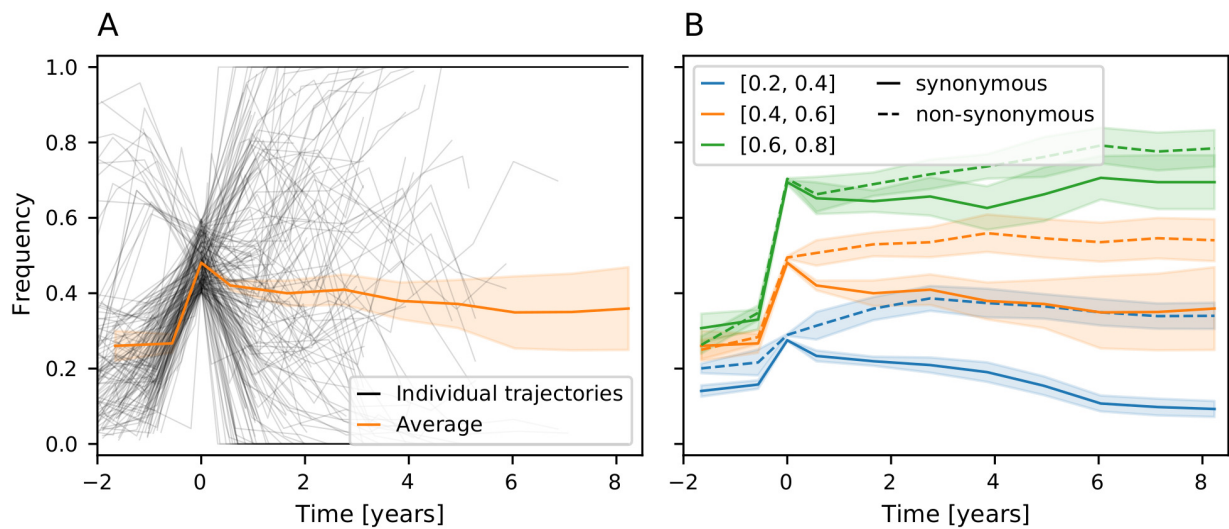 A
B
1.0
0.8
0.6
0.4
0.2
0.0
Frequency
Individual trajectories
Average
−2
0
2
4
6
8
Time [years]
[0.2, 0.4]
[0.4, 0.6]
[0.6, 0.8]
synonymous
non-synonymous
−2
0
2
4
6
8
Time [years]